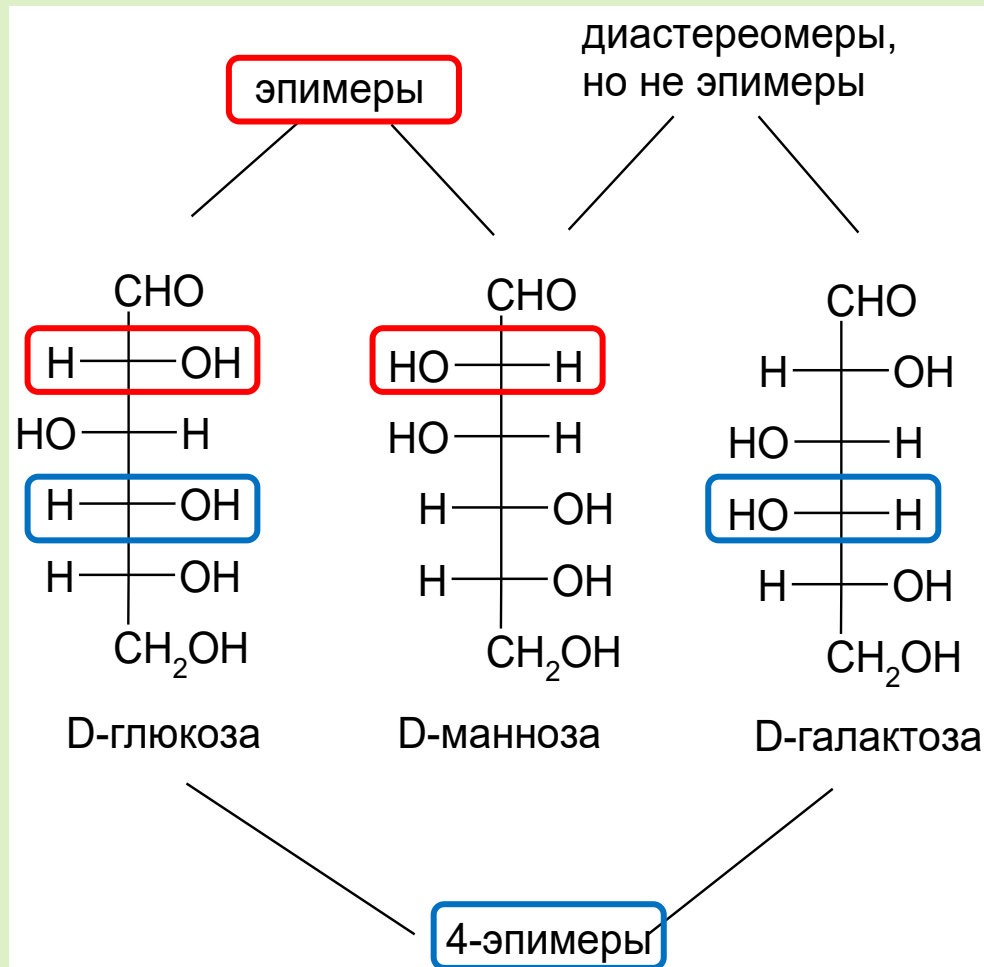 диастереомеры,
но не эпимеры
эпимеры
CHO
H OH
HO H
H OH
H OH
CH₂OH
D-глюкоза
CHO
HO H
HO H
H OH
H OH
CH₂OH
D-манноза
CHO
H OH
HO H
HO H
H OH
CH₂OH
D-галактоза
4-эпимеры